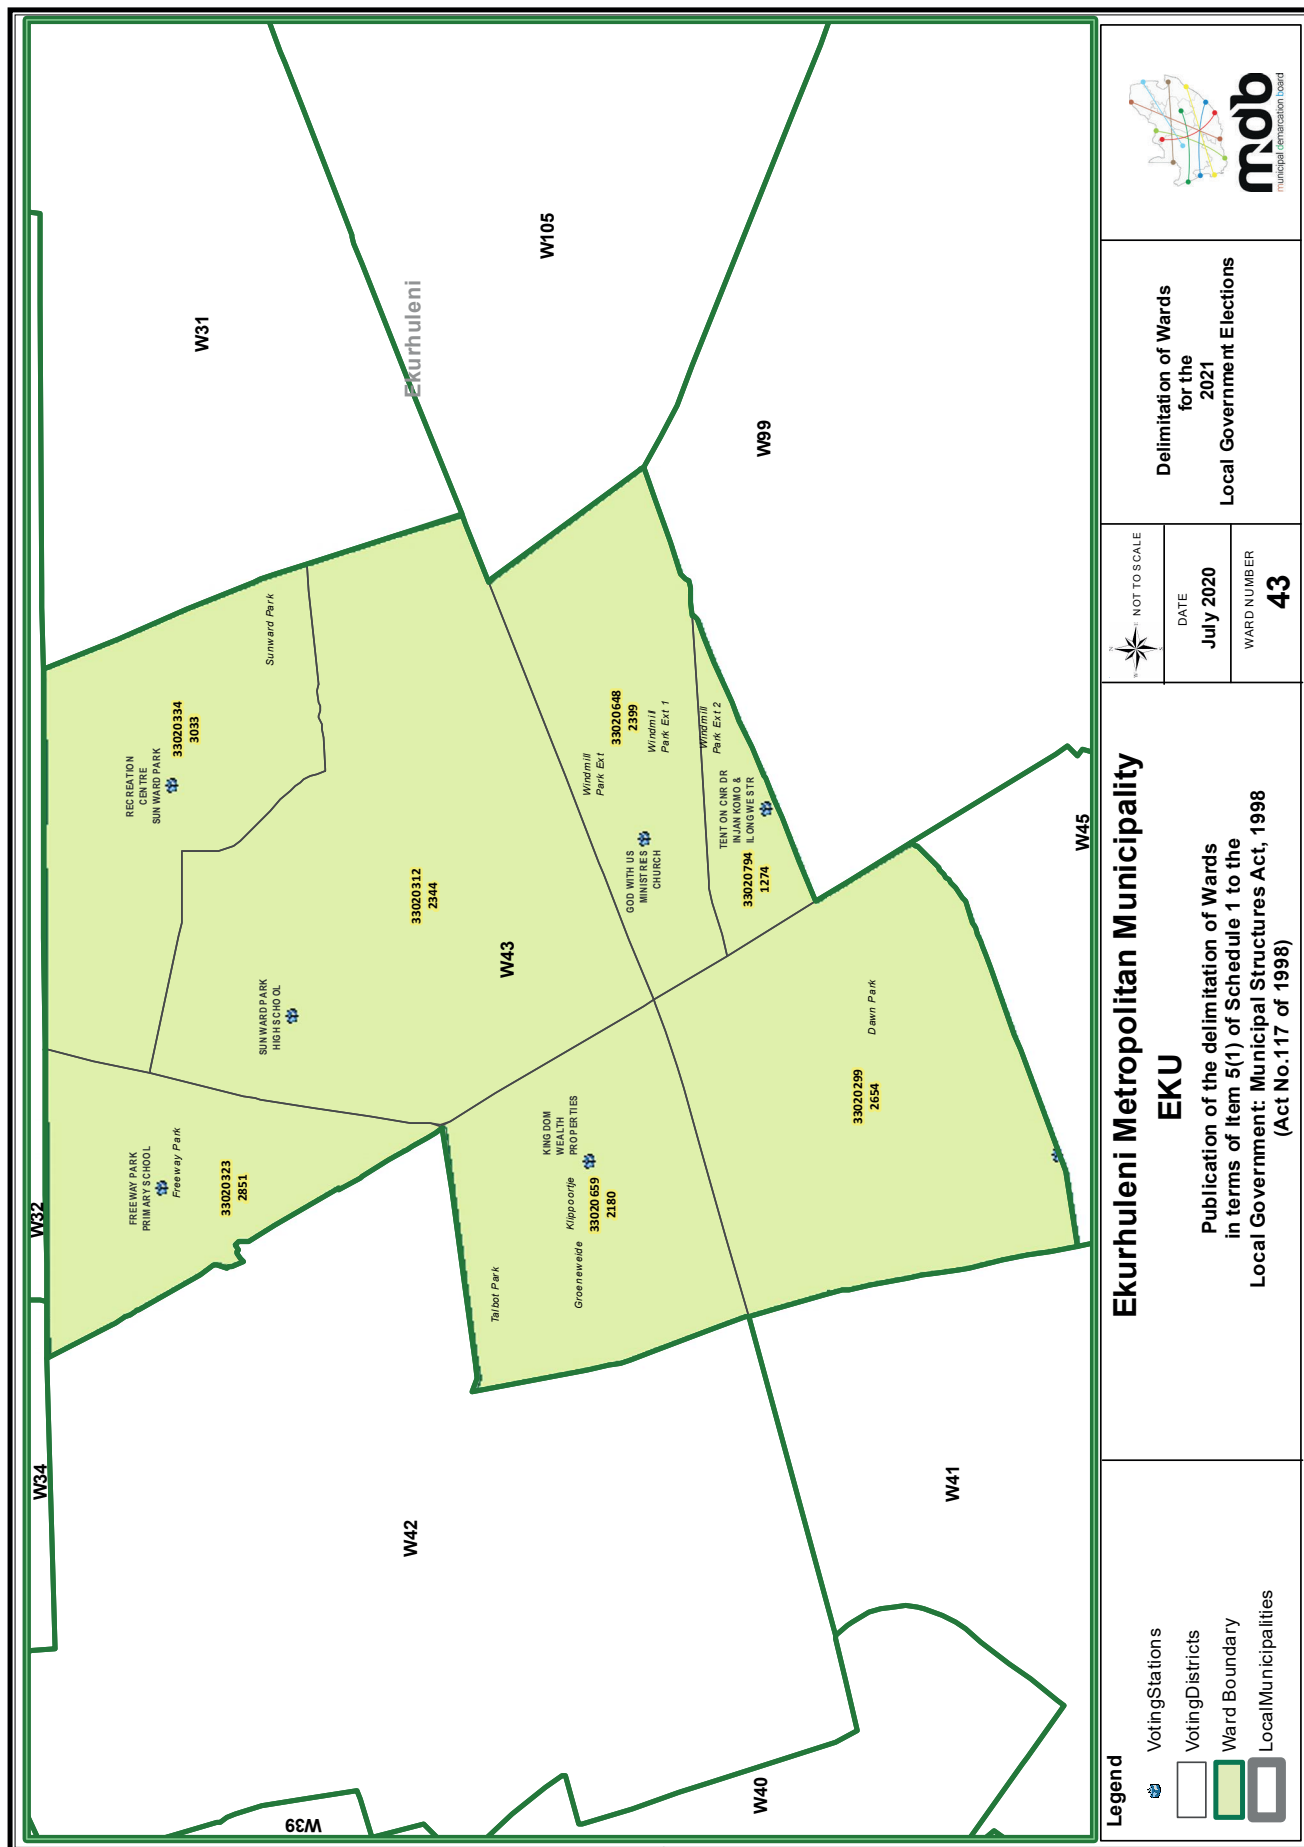 W39
W40
W42
W41
W34
W32
W31
W105
W99
W45
W43
Ekurhuleni
FREEWAY PARK
PRIMARY SCHOOL
Freeway Park
33020323
2851
RECREATION
CENTRE
SUNWARD PARK
33020334
3033
Sunward Park
SUNWARD PARK
HIGH SCHOOL
33020312
2344
KINGDOM
WEALTH
PROPERTIES
Klippoortje
33020659
2180
Groeneweide
Talbot Park
GOD WITH US
MINISTRIES
CHURCH
Windmill
Park Ext
33020648
2399
Windmill
Park Ext 1
Windmill
Park Ext 2
TENT ON CNR DR
INJAN KOMO &
ILONGWE STR
33020794
1274
Dawn Park
33020299
2654
Legend
VotingStations
VotingDistricts
Ward Boundary
LocalMunicipalities
Ekurhuleni Metropolitan Municipality
EKU
Publication of the delimitation of Wards
in terms of Item 5(1) of Schedule 1 to the
Local Government: Municipal Structures Act, 1998
(Act No.117 of 1998)
N
W
E
S
NOT TO SCALE
DATE
July 2020
WARD NUMBER
43
Delimitation of Wards
for the
2021
Local Government Elections
mdb
municipal demarcation board